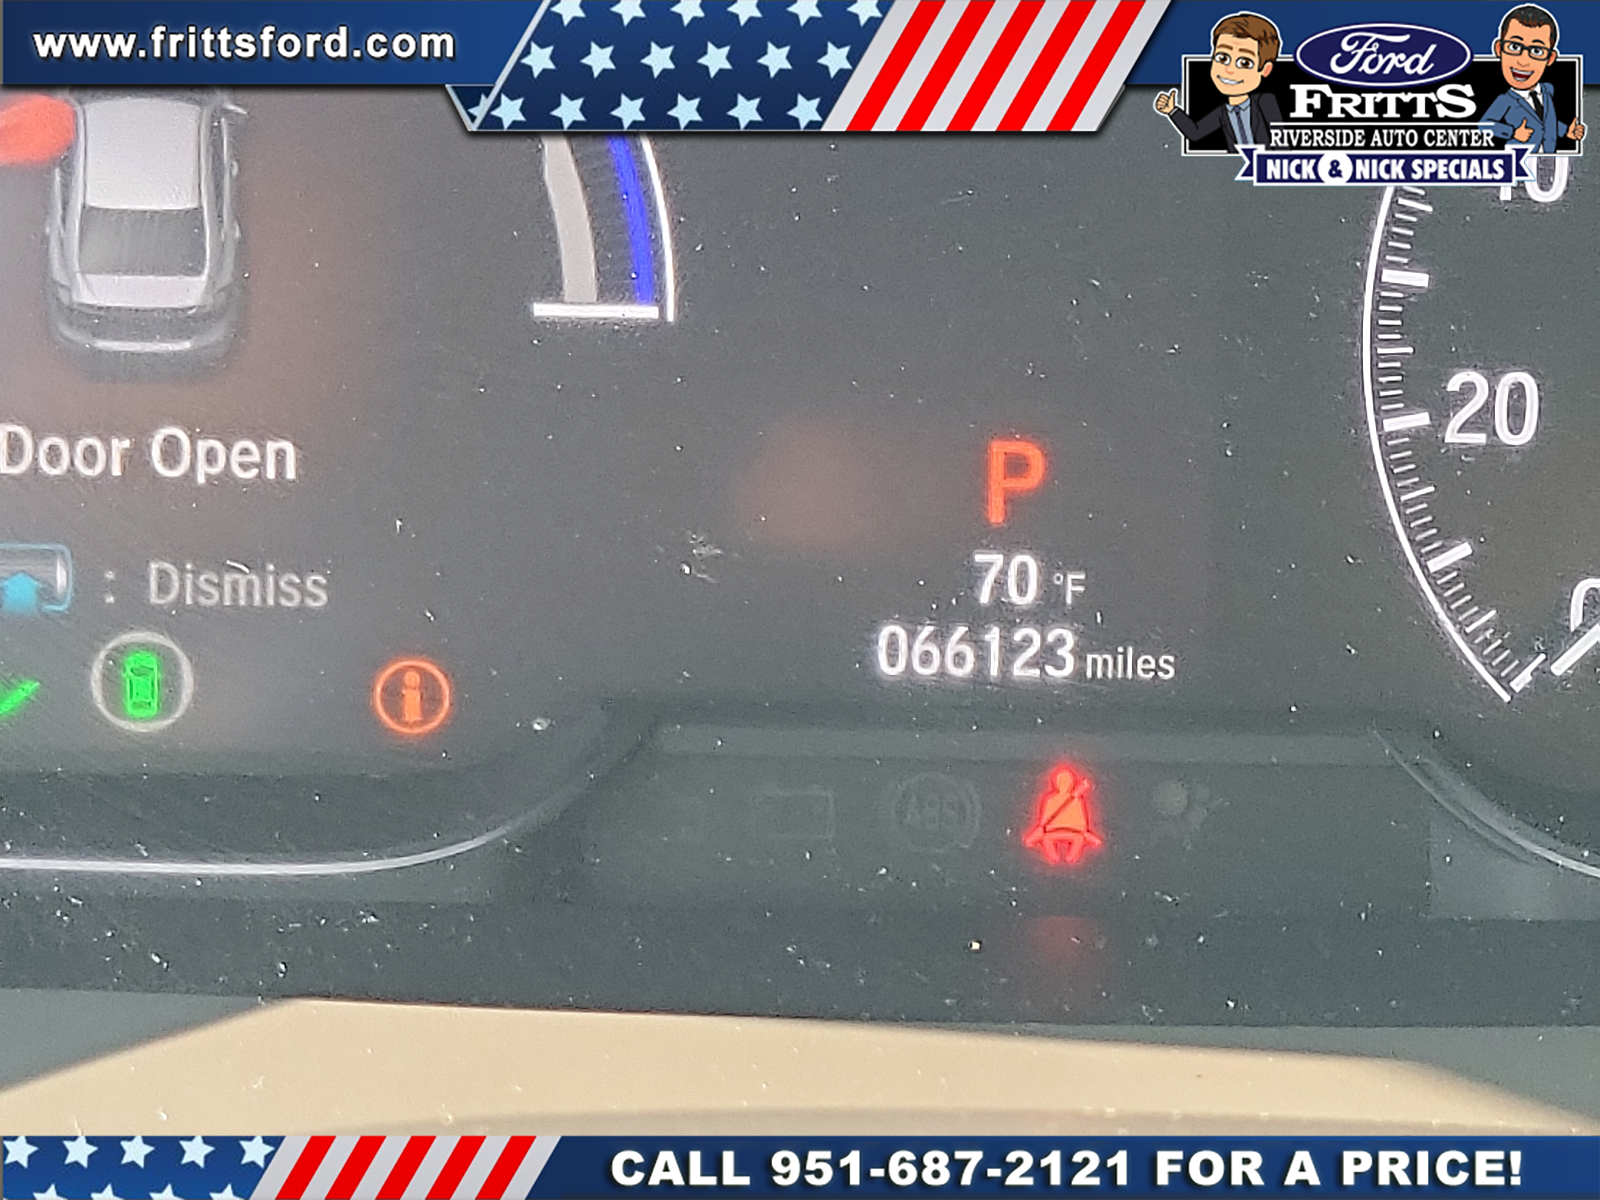 www.frittsford.com
Ford
FRITTS
RIVERSIDE AUTO CENTER
NICK & NICK SPECIALS
Door Open
: Dismiss
P
70 °F
066123 miles
20
ABS
CALL 951-687-2121 FOR A PRICE!